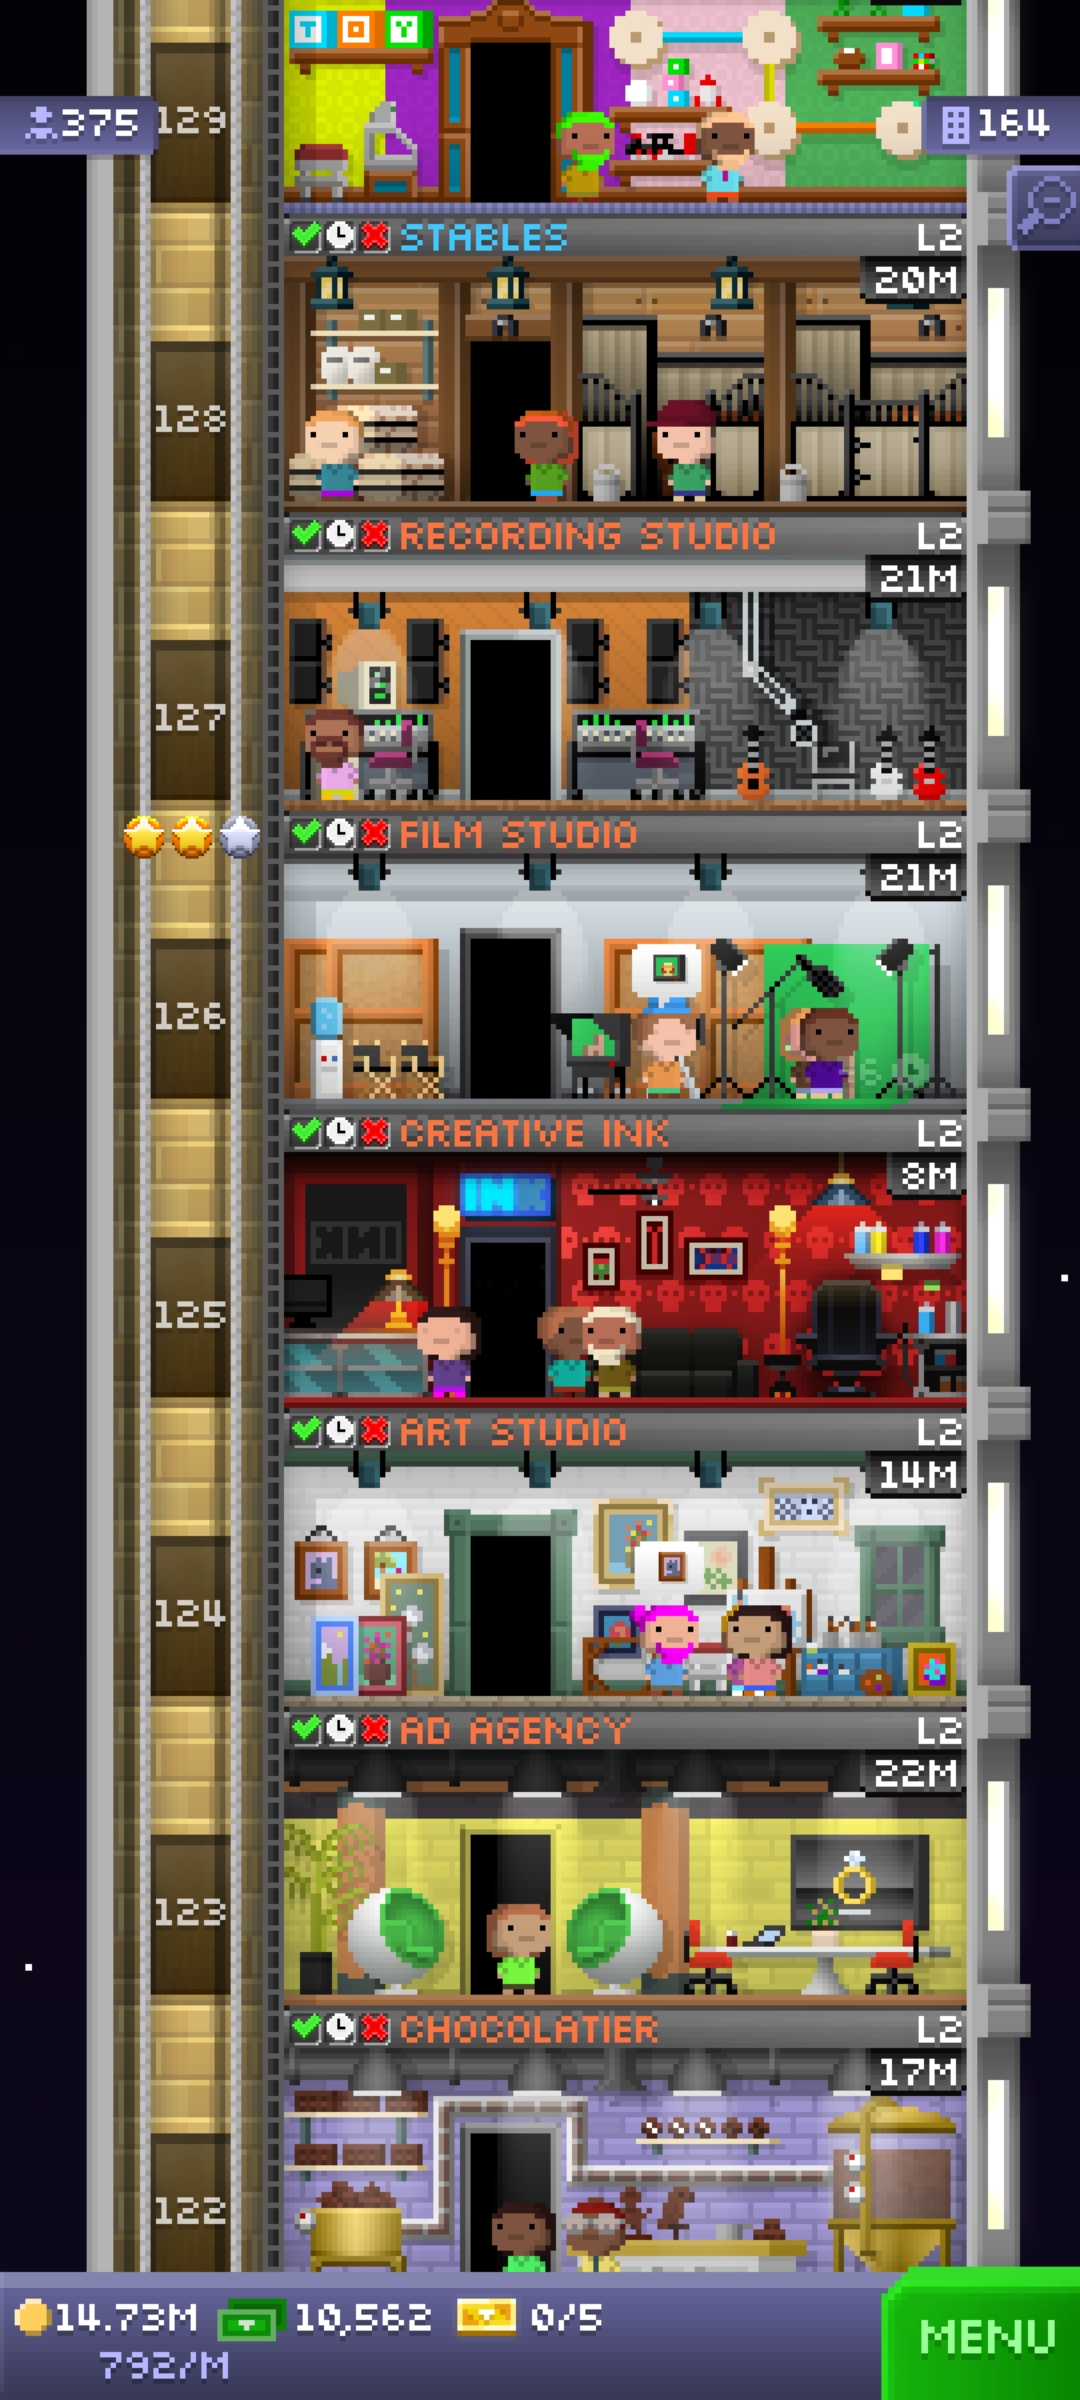 TOY
375
129
164
STABLES L2
20M
128
RECORDING STUDIO L2
21M
127
FILM STUDIO L2
21M
126
CREATIVE INK L2
8M
INK
125
ART STUDIO L2
14M
124
AD AGENCY L2
22M
123
CHOCOLATIER L2
17M
122
14.73M 10,562 0/5
792/M
MENU